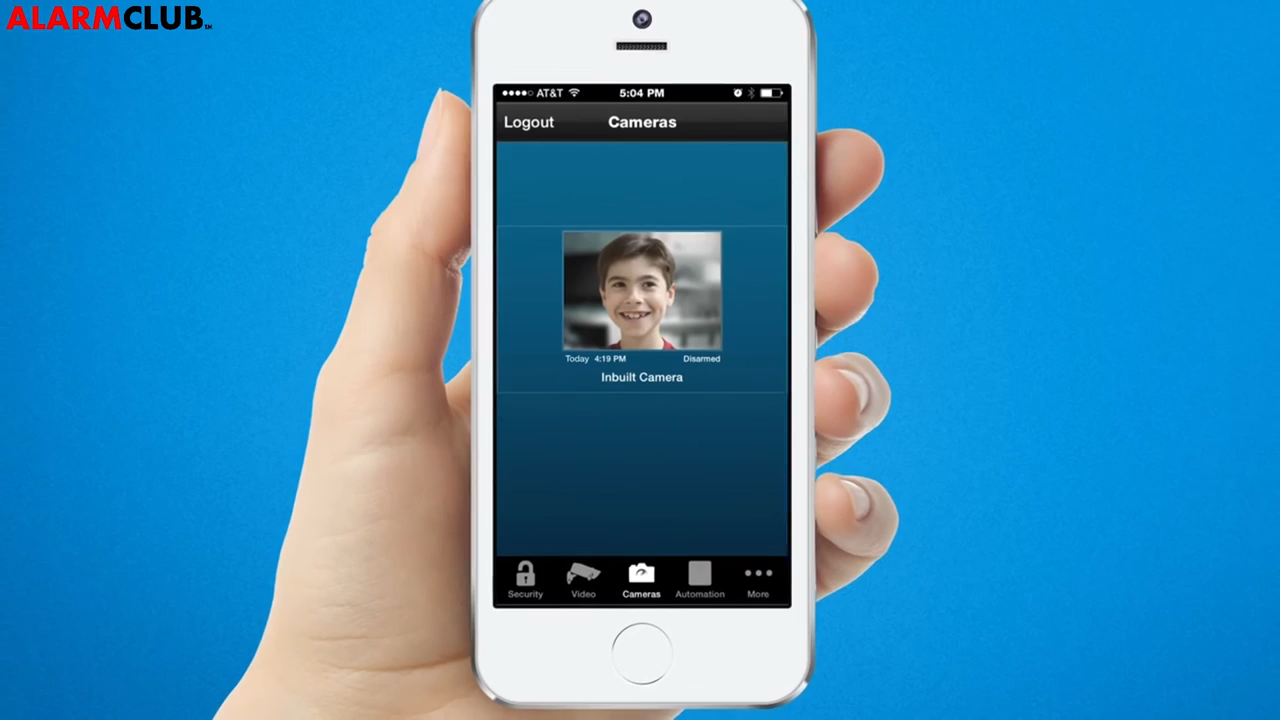 ALARMCLUB
AT&T 5:04 PM
Logout Cameras
Today 4:19 PM Disarmed
Inbuilt Camera
Security Video Cameras Automation More